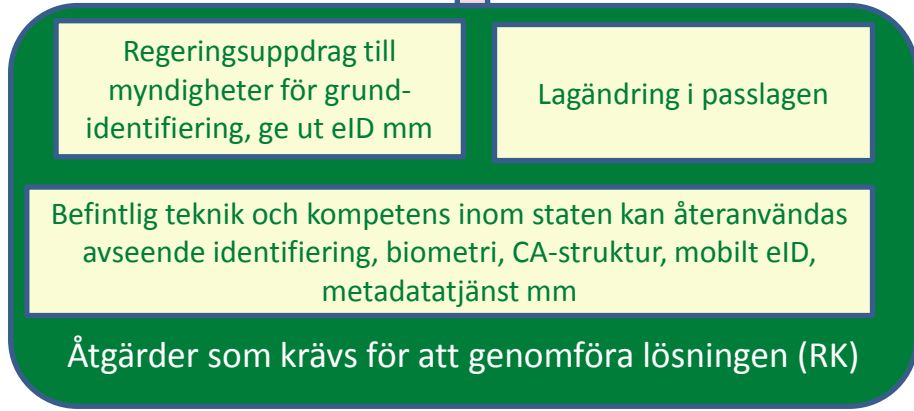 Regeringsuppdrag till
myndigheter för grund-
identifiering, ge ut eID mm
Lagändring i passlagen
Befintlig teknik och kompetens inom staten kan återanvändas
avseende identifiering, biometri, CA-struktur, mobilt eID,
metadatatjänst mm
Åtgärder som krävs för att genomföra lösningen (RK)